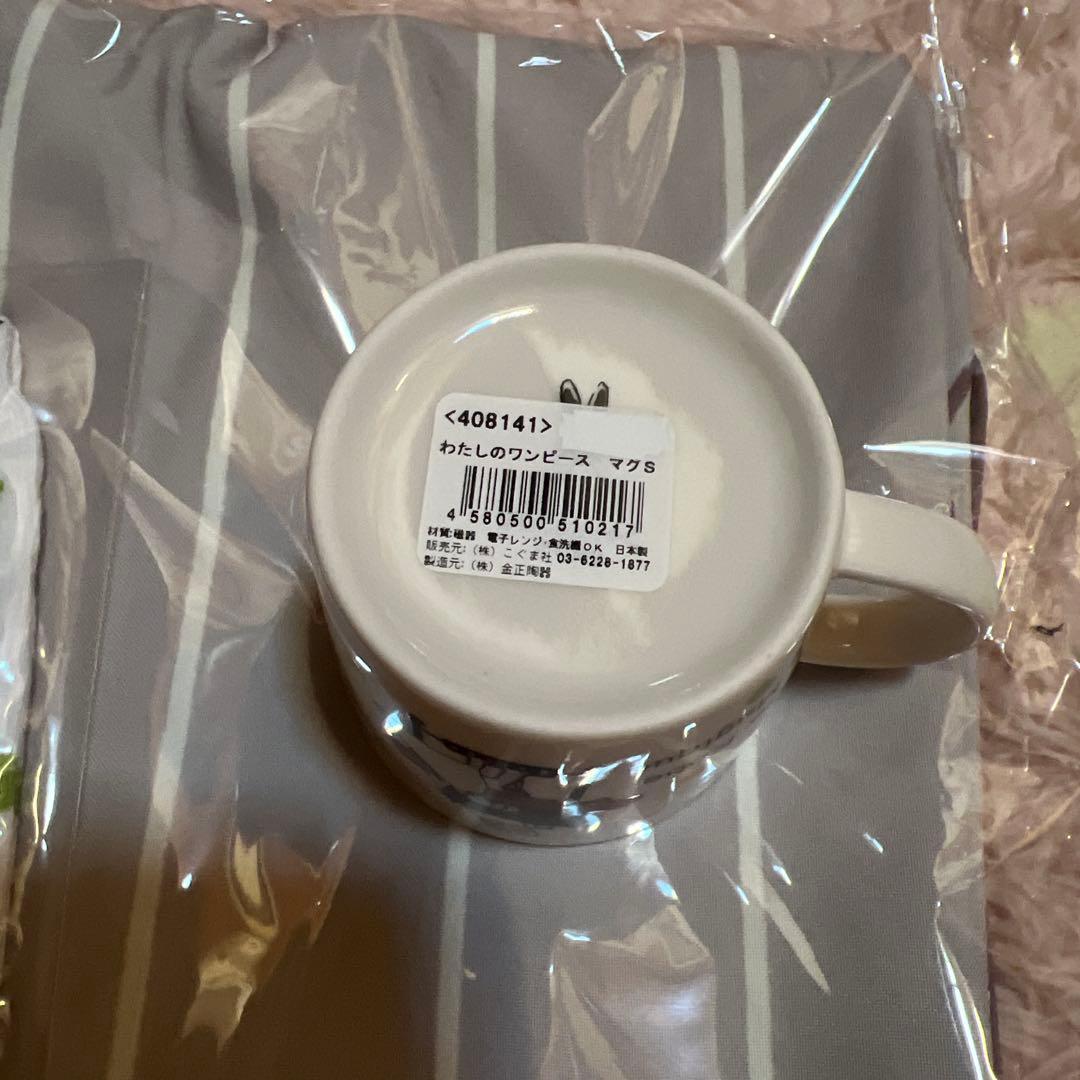 <408141>
わたしのワンピース マグS
4 580500 510217
材質:磁器 電子レンジ・食洗機OK 日本製
販売元:(株)こぐま社 03-6228-1877
製造元:(株)金正陶器